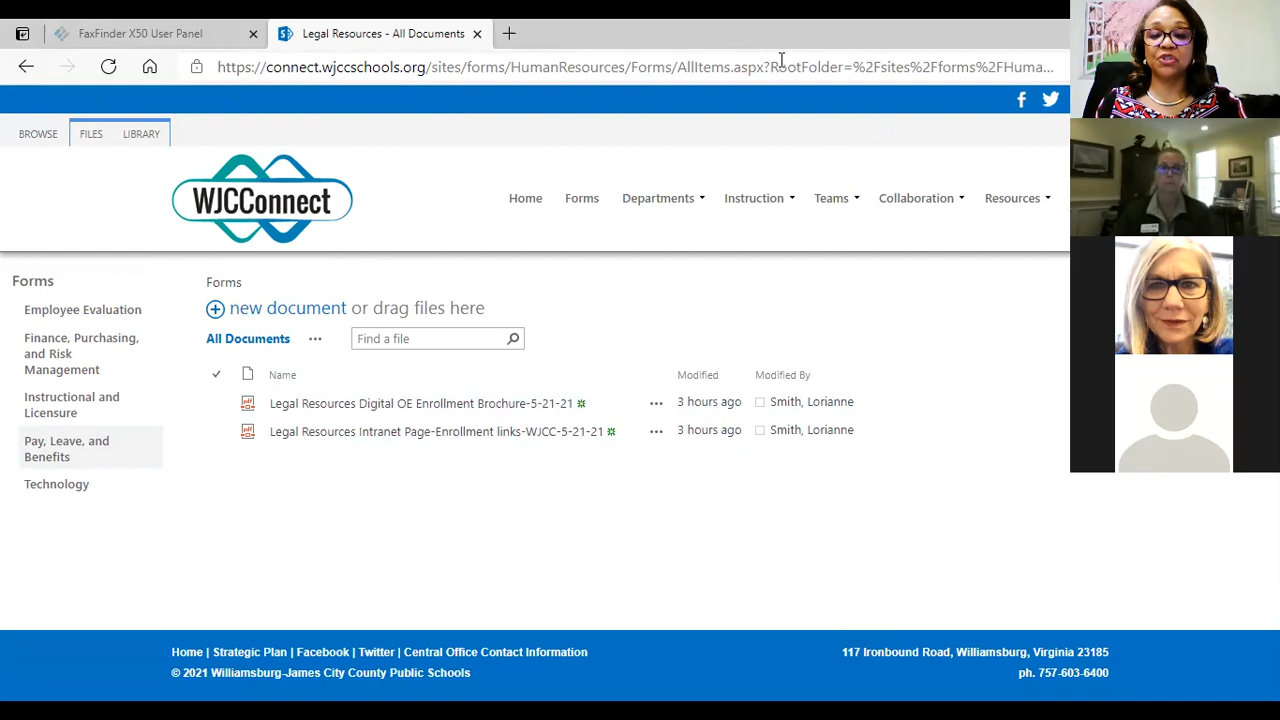 FaxFinder X50 User Panel
Legal Resources - All Documents
https://connect.wjccschools.org/sites/forms/HumanResources/Forms/AllItems.aspx?RootFolder=%2Fsites%2Fforms%2FHuma...
BROWSE FILES LIBRARY
WJCConnect
Home Forms Departments Instruction Teams Collaboration Resources
Forms
Employee Evaluation
Finance, Purchasing,
and Risk
Management
Instructional and
Licensure
Pay, Leave, and
Benefits
Technology
Forms
new document or drag files here
All Documents ... Find a file
Name Modified Modified By
Legal Resources Digital OE Enrollment Brochure-5-21-21 ... 3 hours ago Smith, Lorianne
Legal Resources Intranet Page-Enrollment links-WJCC-5-21-21 ... 3 hours ago Smith, Lorianne
Home | Strategic Plan | Facebook | Twitter | Central Office Contact Information
© 2021 Williamsburg-James City County Public Schools
117 Ironbound Road, Williamsburg, Virginia 23185
ph. 757-603-6400